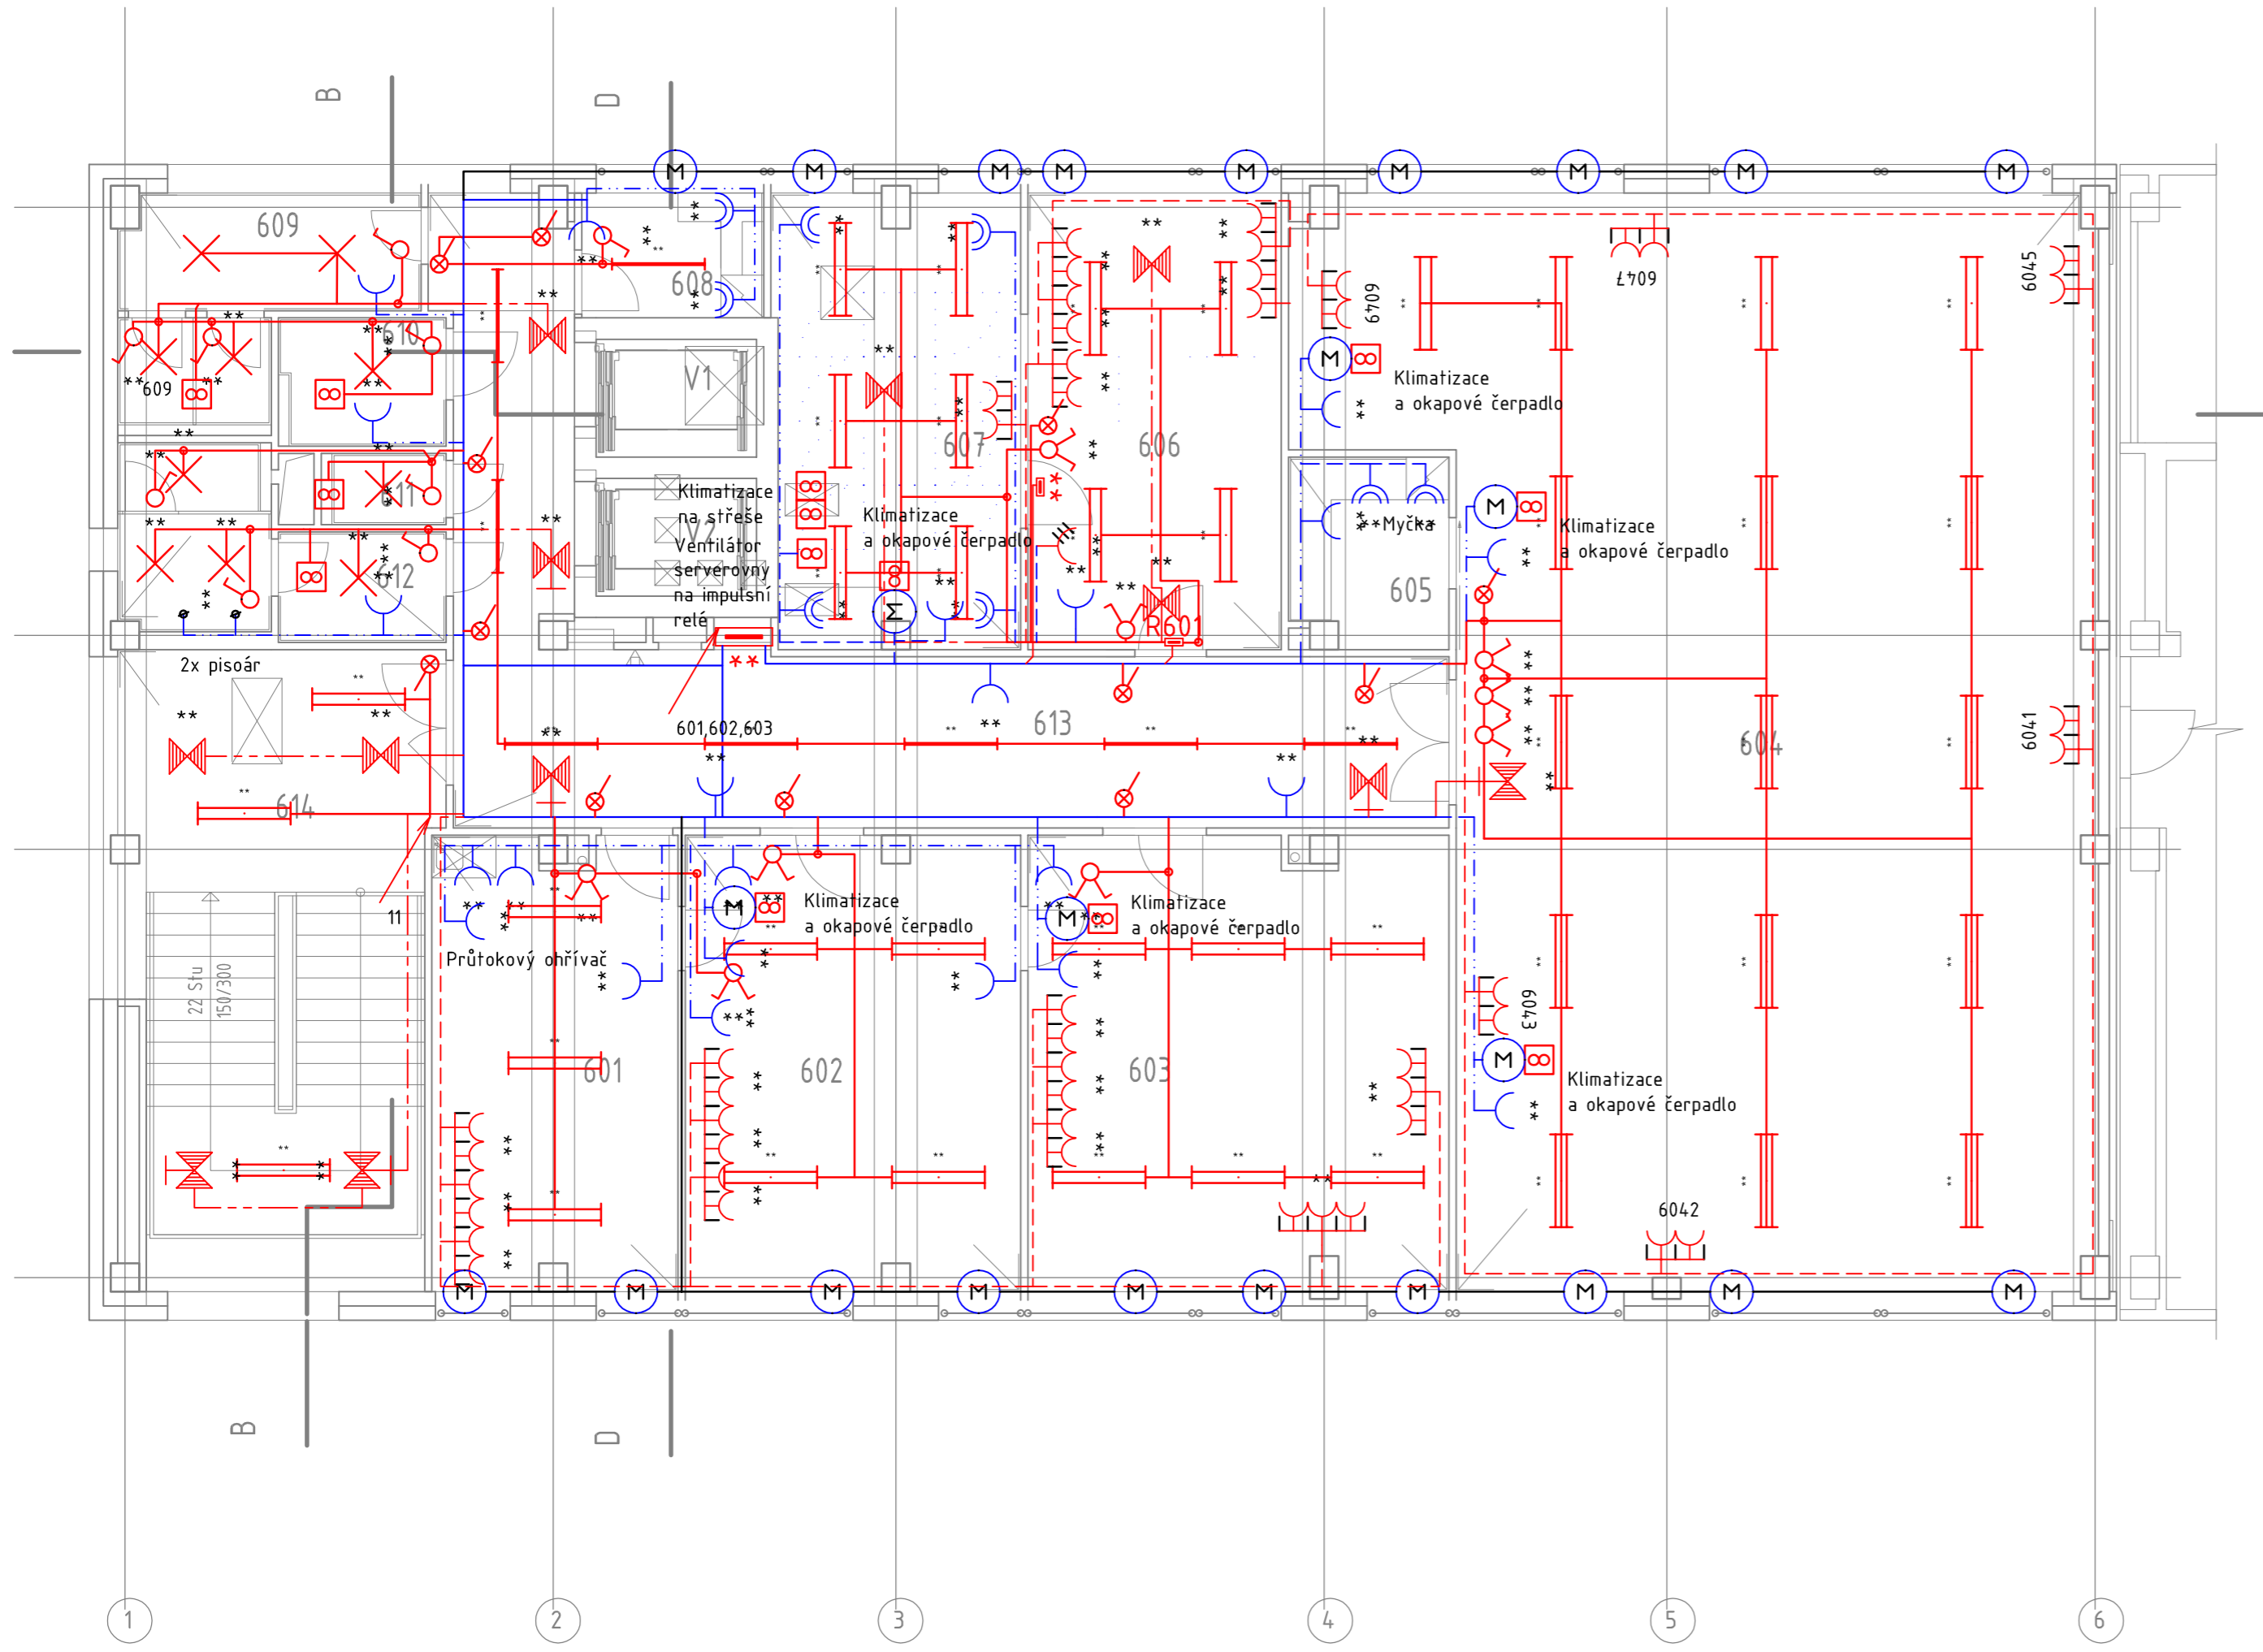 B
D
M
M
M
M
M
M
M
M
M
609
608
610
609
611
612
V1
V2
607
606
6049
6047
6045
M
Klimatizace
a okapové čerpadlo
Klimatizace
na střeše
Ventilátor
serverovny
na impulsní
relé
Klimatizace
a okapové čerpadlo
M
R601
Myčka
605
M
Klimatizace
a okapové čerpadlo
2x pisoár
601,602,603
613
604
6041
614
11
22 Stu
150/300
Průtokový ohřívač
M
Klimatizace
a okapové čerpadlo
M
Klimatizace
a okapové čerpadlo
601
602
603
6043
M
Klimatizace
a okapové čerpadlo
6042
M
M
M
M
M
M
M
M
M
M
B
D
1
2
3
4
5
6